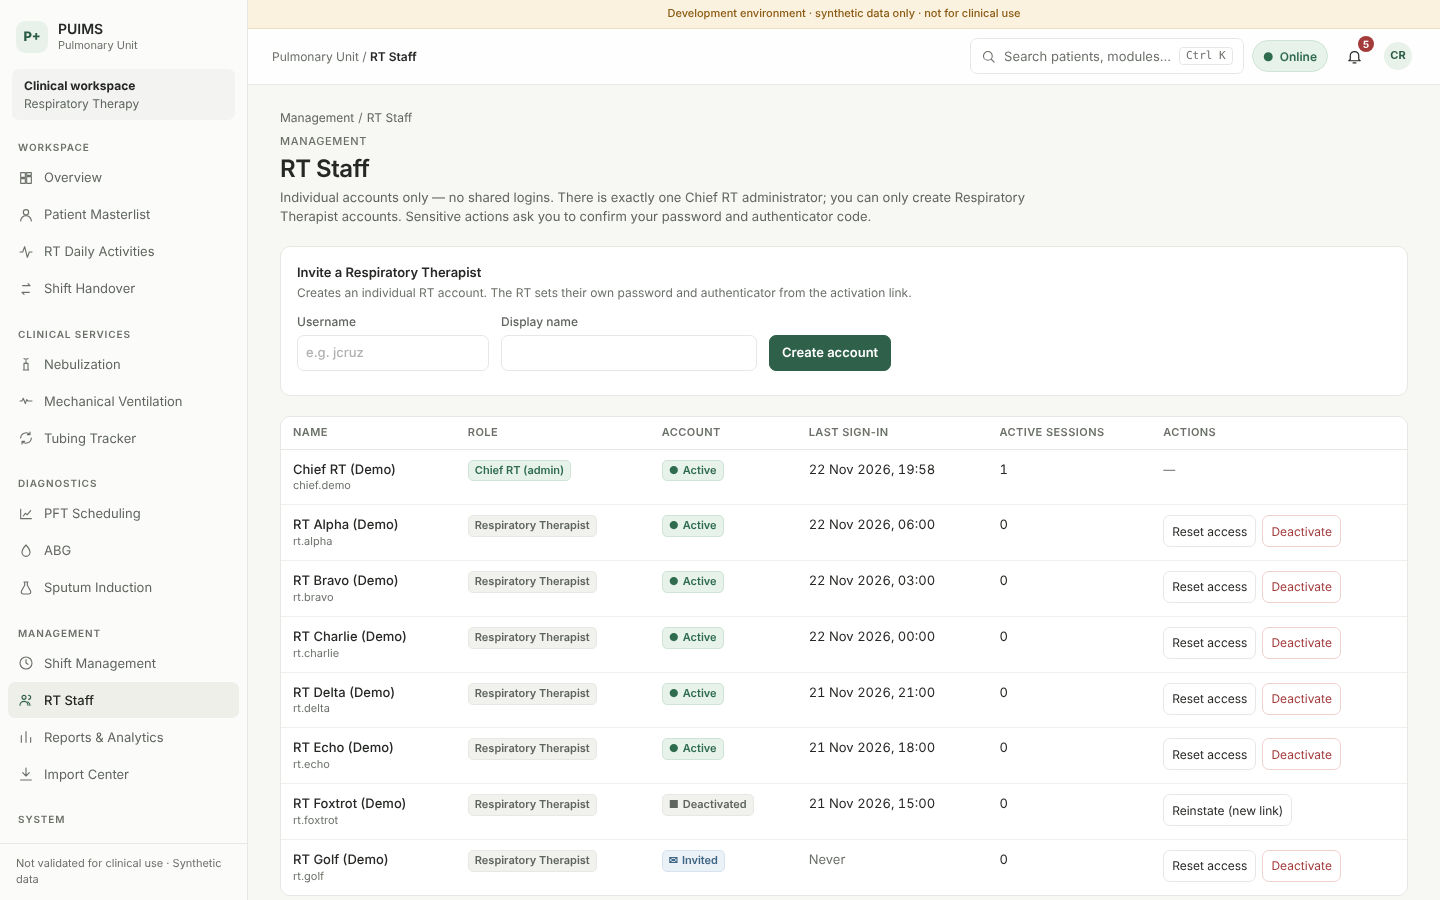 Development environment · synthetic data only · not for clinical use
P+
PUIMS
Pulmonary Unit
Clinical workspace
Respiratory Therapy
WORKSPACE
Overview
Patient Masterlist
RT Daily Activities
Shift Handover
CLINICAL SERVICES
Nebulization
Mechanical Ventilation
Tubing Tracker
DIAGNOSTICS
PFT Scheduling
ABG
Sputum Induction
MANAGEMENT
Shift Management
RT Staff
Reports & Analytics
Import Center
SYSTEM
Not validated for clinical use · Synthetic
data
Pulmonary Unit / RT Staff
Search patients, modules... Ctrl K
Online
5
CR
Management / RT Staff
MANAGEMENT
RT Staff
Individual accounts only — no shared logins. There is exactly one Chief RT administrator; you can only create Respiratory
Therapist accounts. Sensitive actions ask you to confirm your password and authenticator code.
Invite a Respiratory Therapist
Creates an individual RT account. The RT sets their own password and authenticator from the activation link.
Username Display name
e.g. jcruz Create account
NAME ROLE ACCOUNT LAST SIGN-IN ACTIVE SESSIONS ACTIONS
Chief RT (Demo) Chief RT (admin) Active 22 Nov 2026, 19:58 1 —
chief.demo
RT Alpha (Demo) Respiratory Therapist Active 22 Nov 2026, 06:00 0 Reset access Deactivate
rt.alpha
RT Bravo (Demo) Respiratory Therapist Active 22 Nov 2026, 03:00 0 Reset access Deactivate
rt.bravo
RT Charlie (Demo) Respiratory Therapist Active 22 Nov 2026, 00:00 0 Reset access Deactivate
rt.charlie
RT Delta (Demo) Respiratory Therapist Active 21 Nov 2026, 21:00 0 Reset access Deactivate
rt.delta
RT Echo (Demo) Respiratory Therapist Active 21 Nov 2026, 18:00 0 Reset access Deactivate
rt.echo
RT Foxtrot (Demo) Respiratory Therapist Deactivated 21 Nov 2026, 15:00 0 Reinstate (new link)
rt.foxtrot
RT Golf (Demo) Respiratory Therapist Invited Never 0 Reset access Deactivate
rt.golf